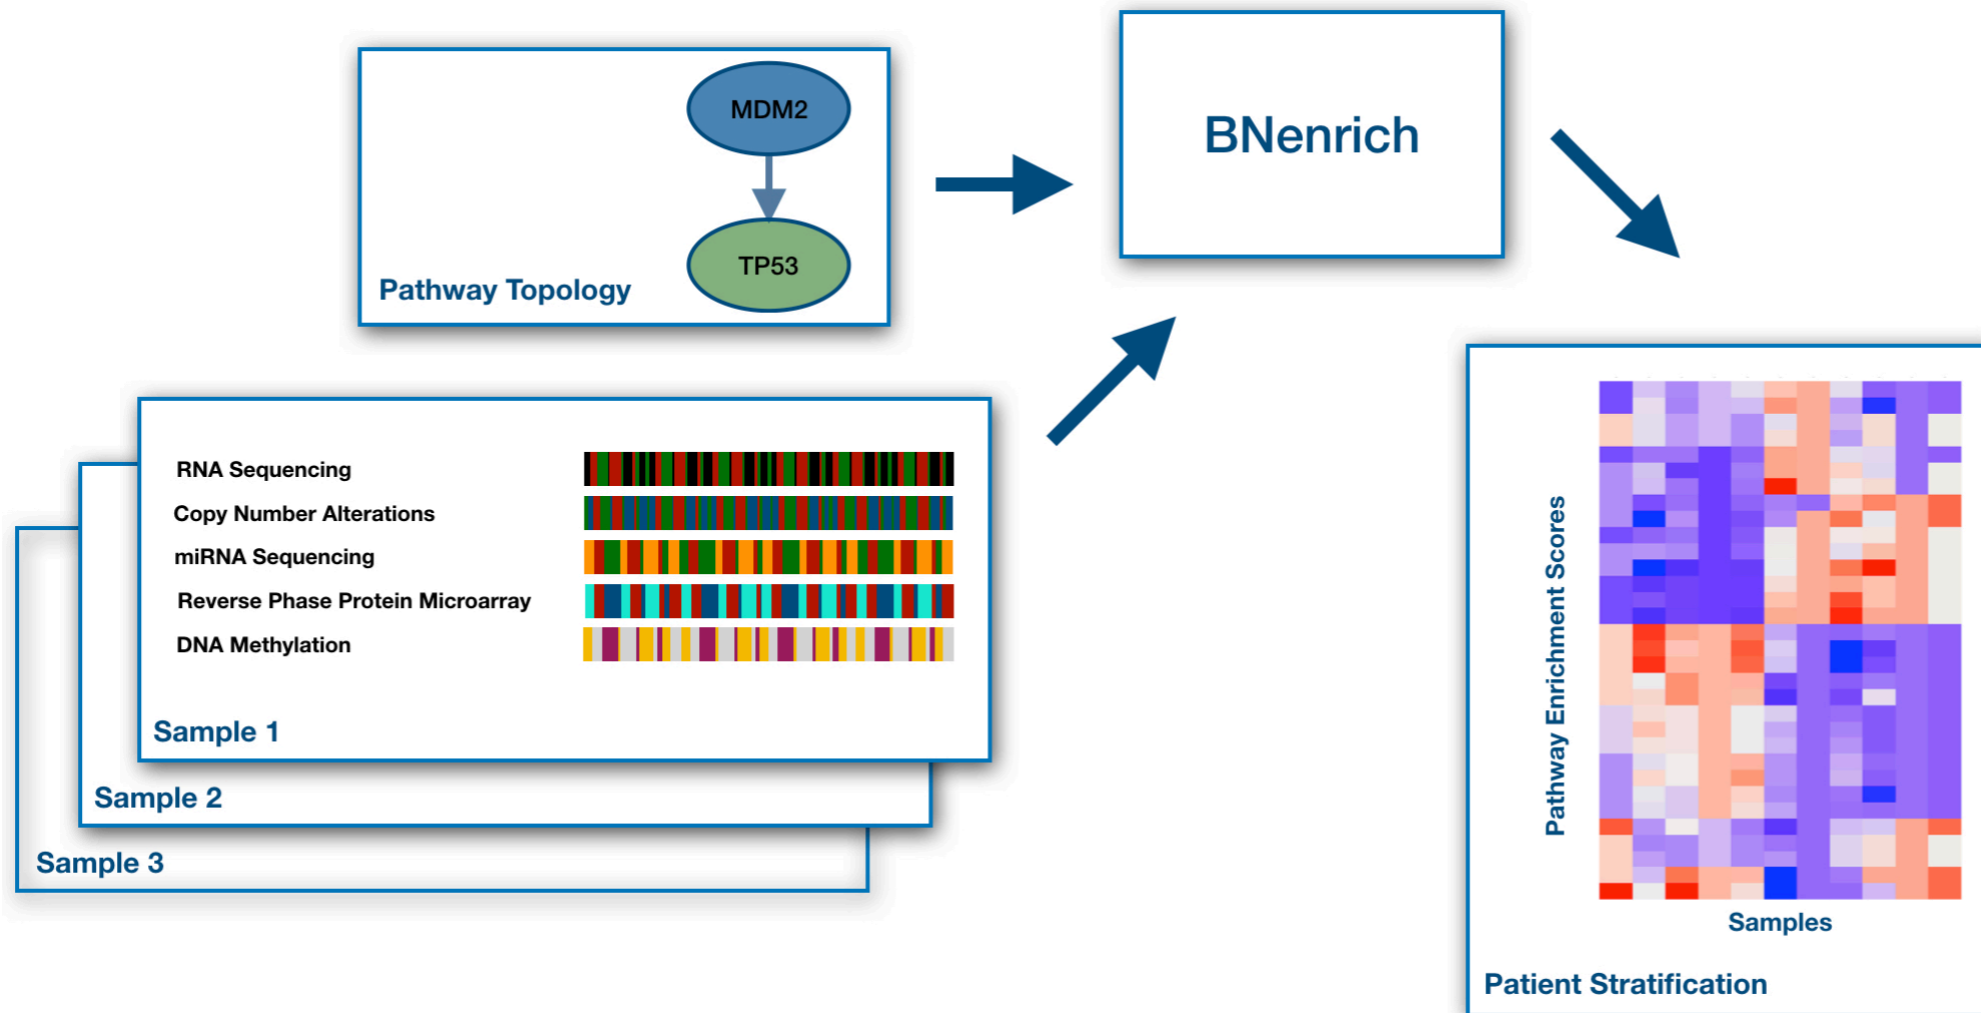 MDM2
TP53
Pathway Topology
BNenrich
RNA Sequencing
Copy Number Alterations
miRNA Sequencing
Reverse Phase Protein Microarray
DNA Methylation
Sample 1
Sample 2
Sample 3
Pathway Enrichment Scores
Samples
Patient Stratification